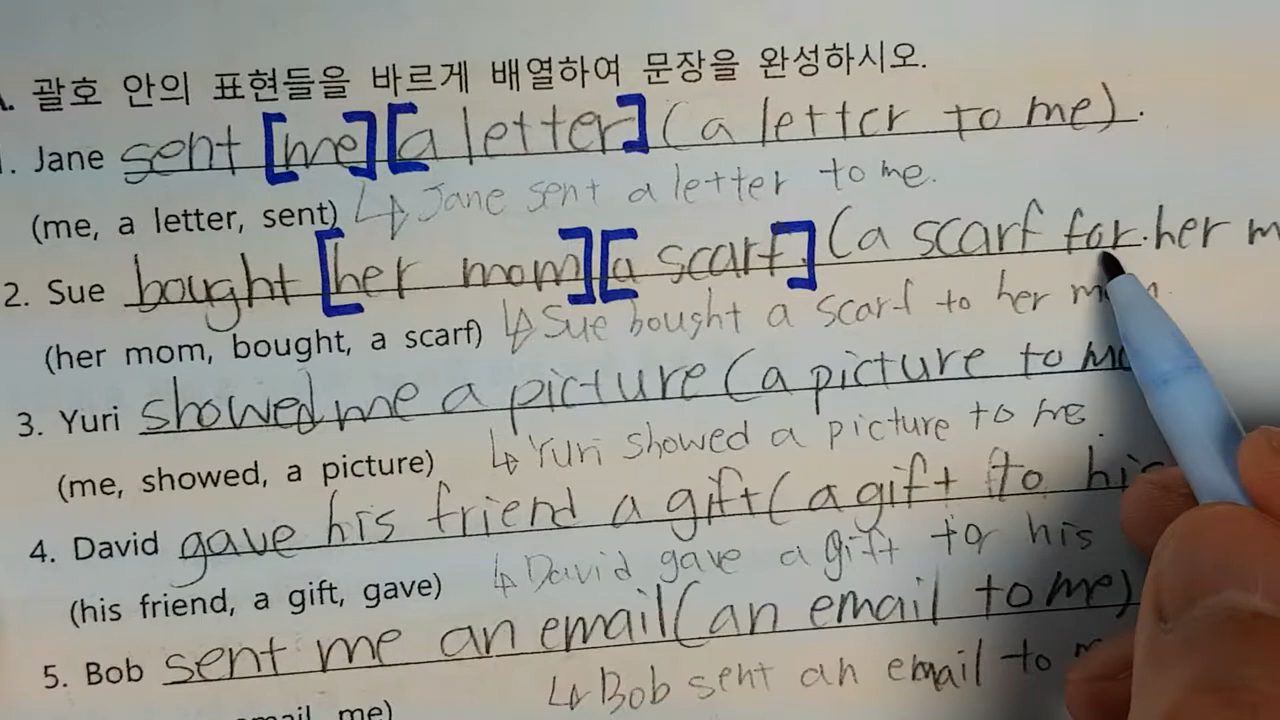 괄호 안의 표현들을 바르게 배열하여 문장을 완성하시오.
1. Jane sent [me] [a letter] (a letter to me).
(me, a letter, sent) ↳ Jane sent a letter to me.
2. Sue bought [her mom] [a scarf.] (a scarf for her m
(her mom, bought, a scarf) ↳ Sue bought a scarf to her mom.
3. Yuri showed me a picture (a picture to me
(me, showed, a picture) ↳ Yuri showed a picture to me.
4. David gave his friend a gift (a gift to his
(his friend, a gift, gave) ↳ David gave a gift for his
5. Bob sent me an email (an email to me)
email, me) ↳ Bob sent an email to